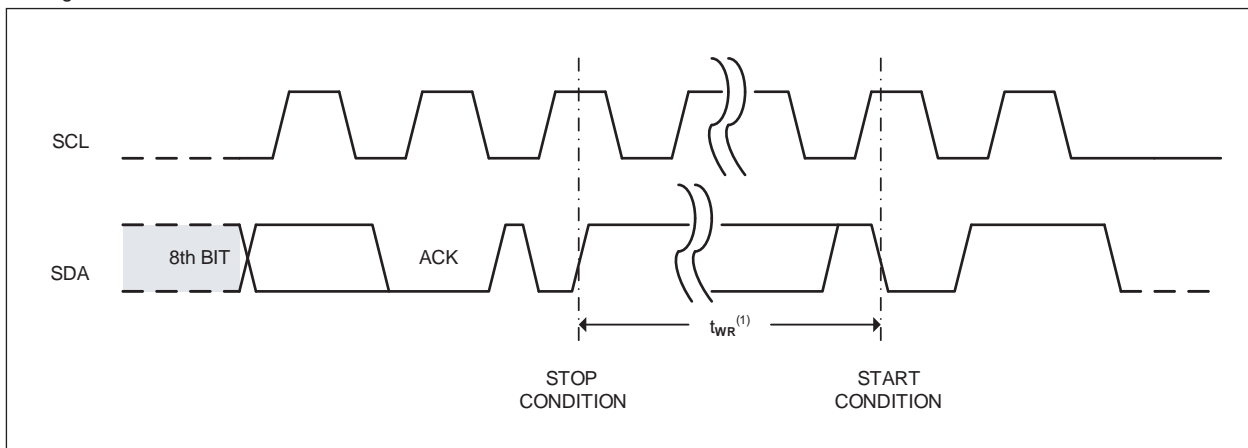 SCL
8th BIT
ACK
SDA
tWR(1)
STOP
CONDITION
START
CONDITION